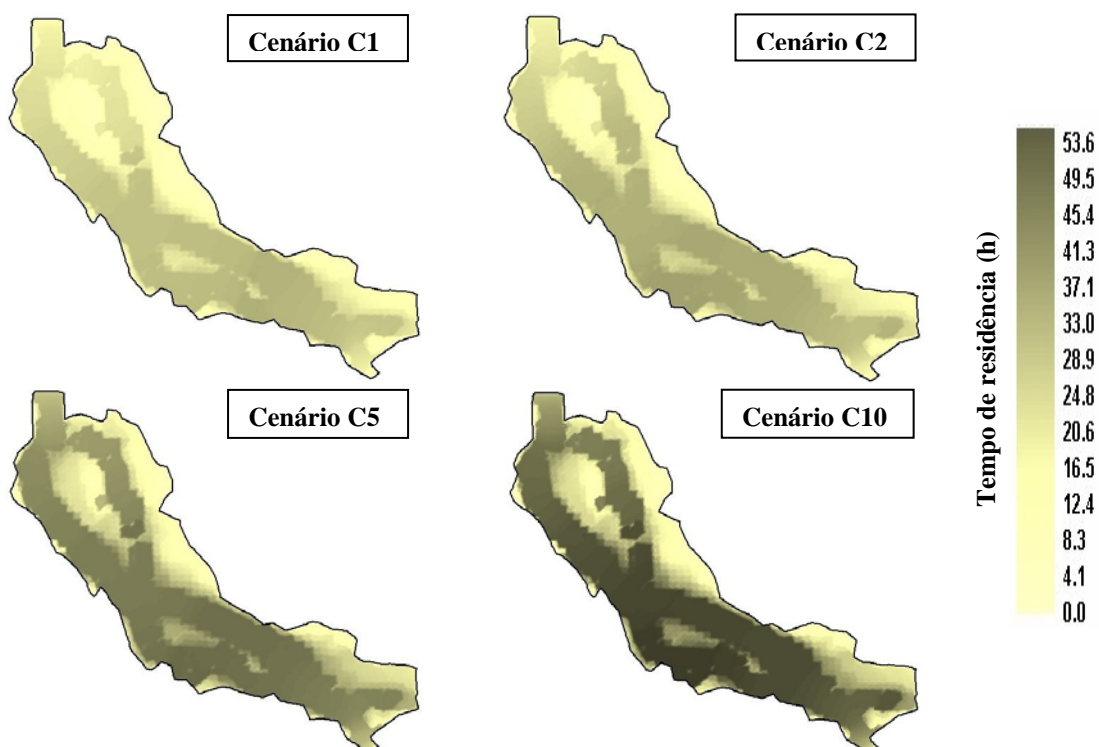 Cenário C1
Cenário C2
Cenário C5
Cenário C10
Tempo de residência (h)
53.6
49.5
45.4
41.3
37.1
33.0
28.9
24.8
20.6
16.5
12.4
8.3
4.1
0.0